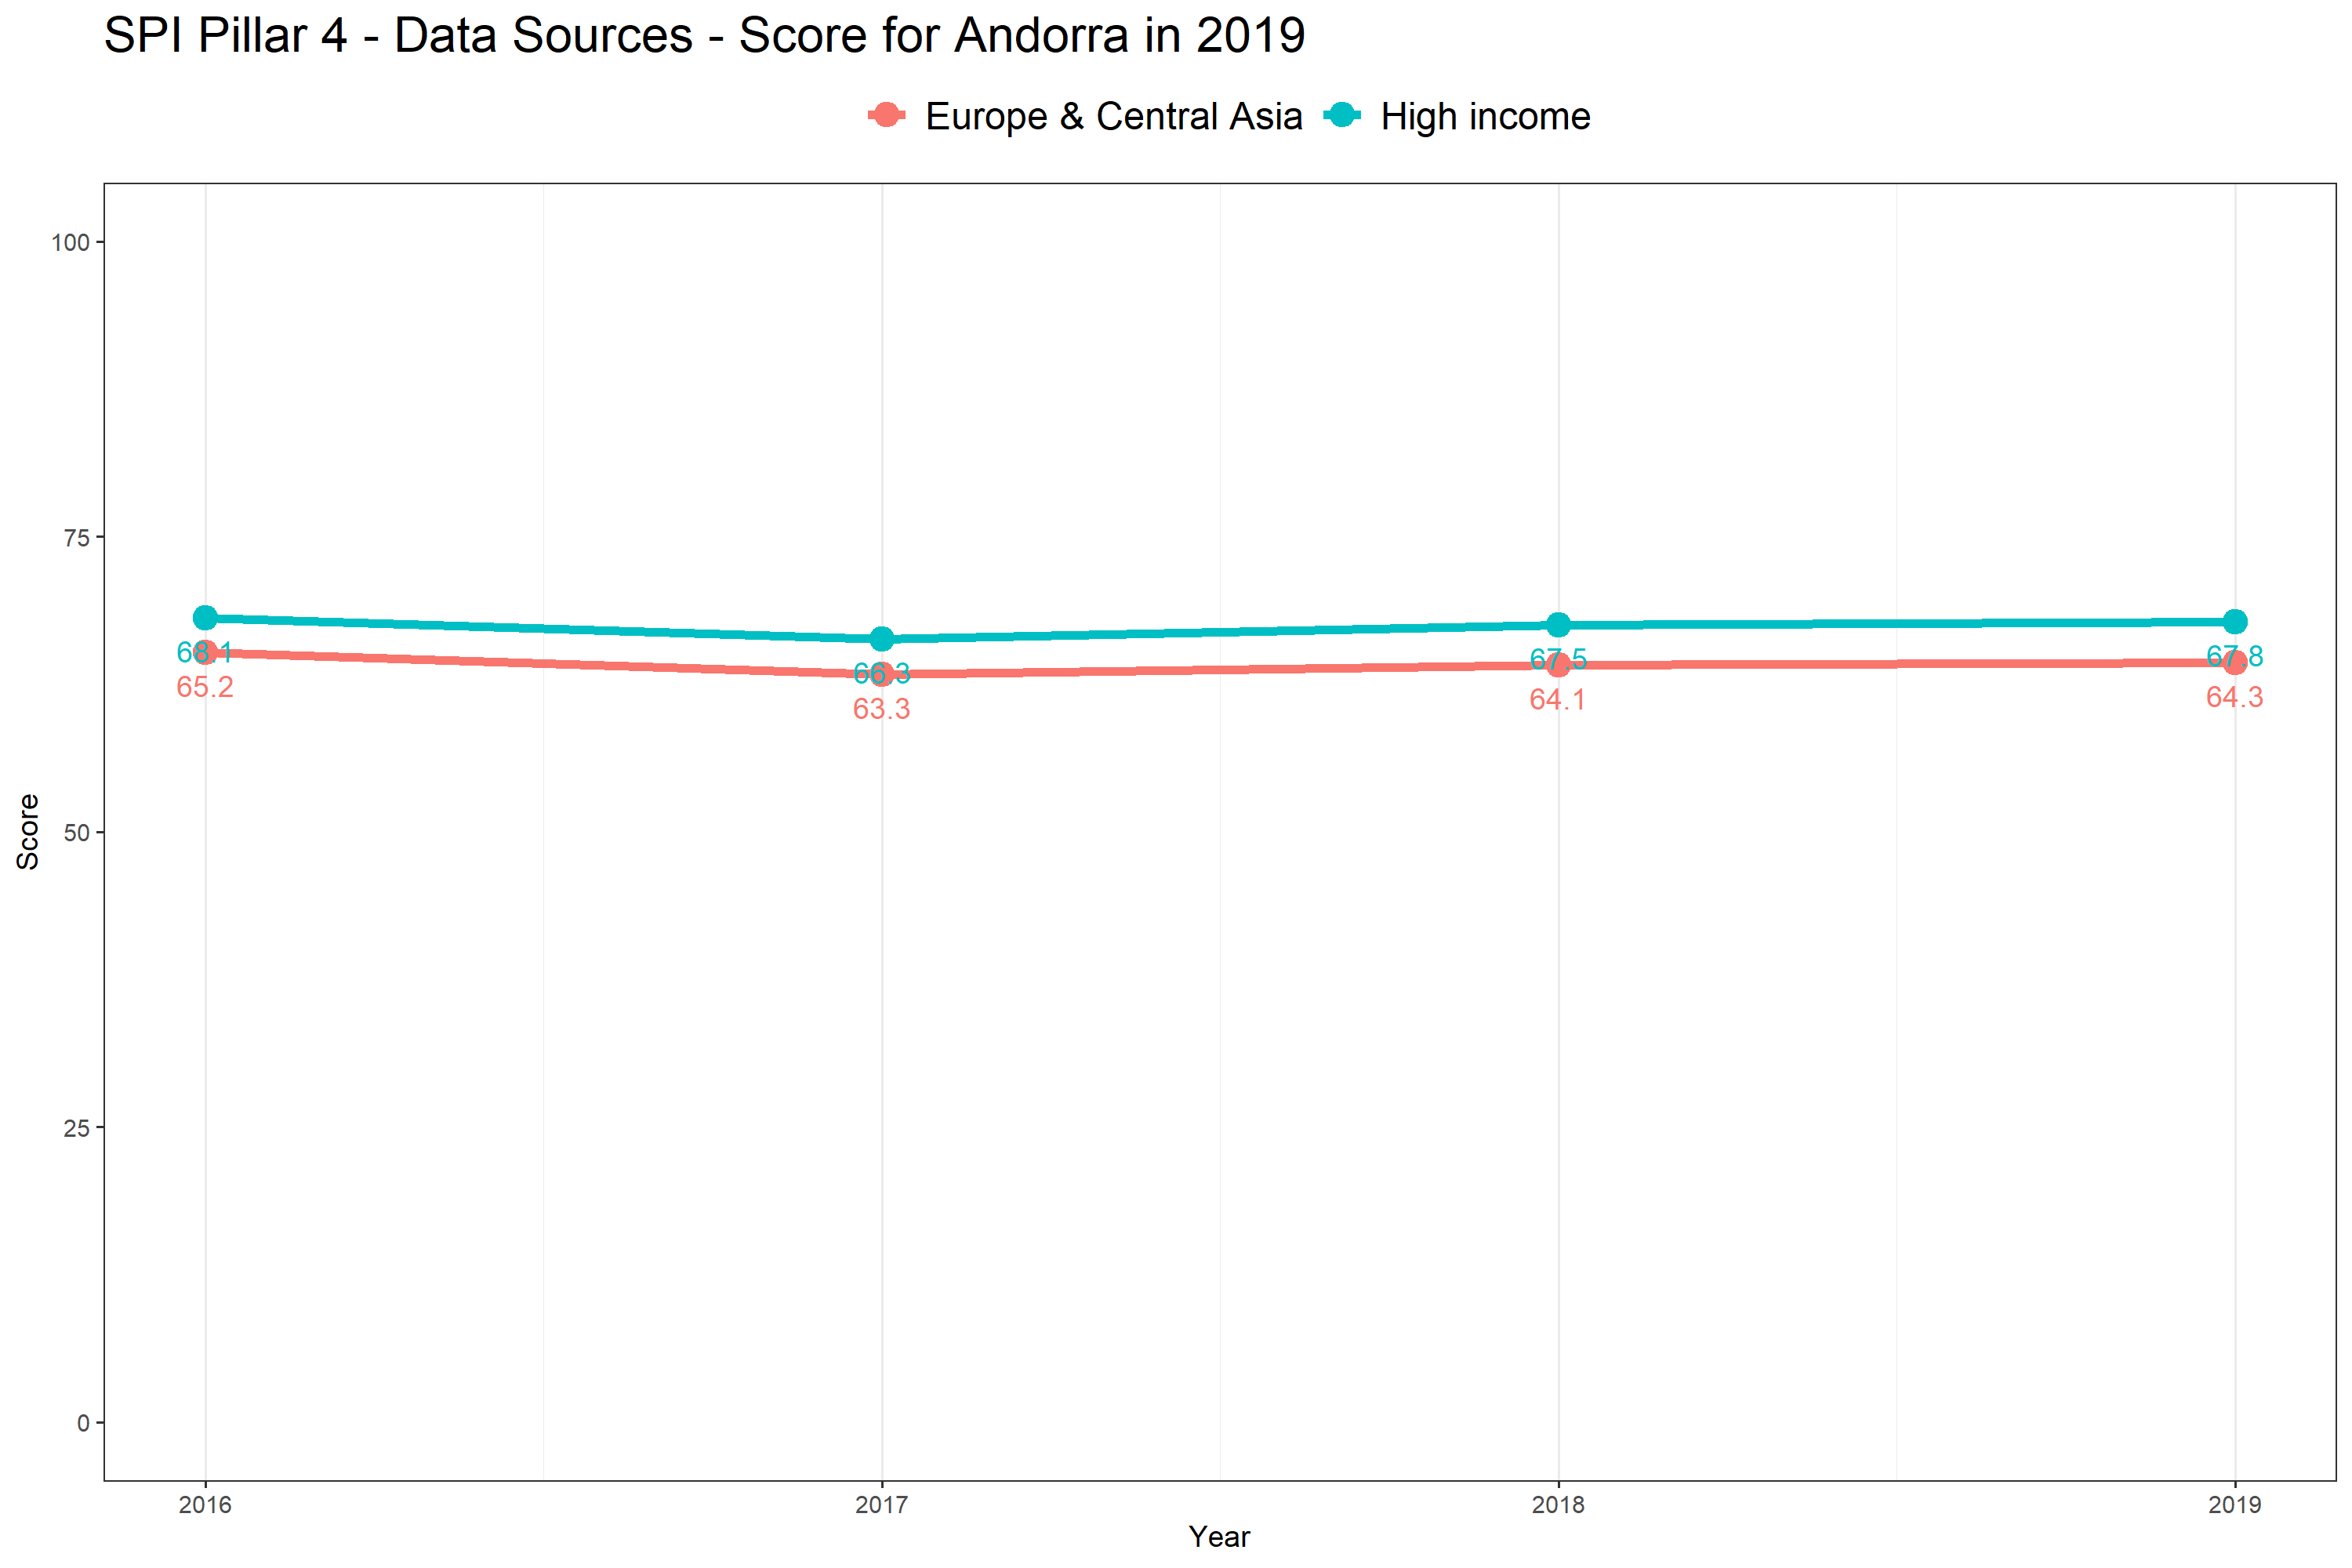 SPI Pillar 4 - Data Sources - Score for Andorra in 2019
Europe & Central Asia High income
100
75
50
25
0
Score
68.1
65.2
66.3
63.3
67.5
64.1
67.8
64.3
2016 2017 2018 2019
Year